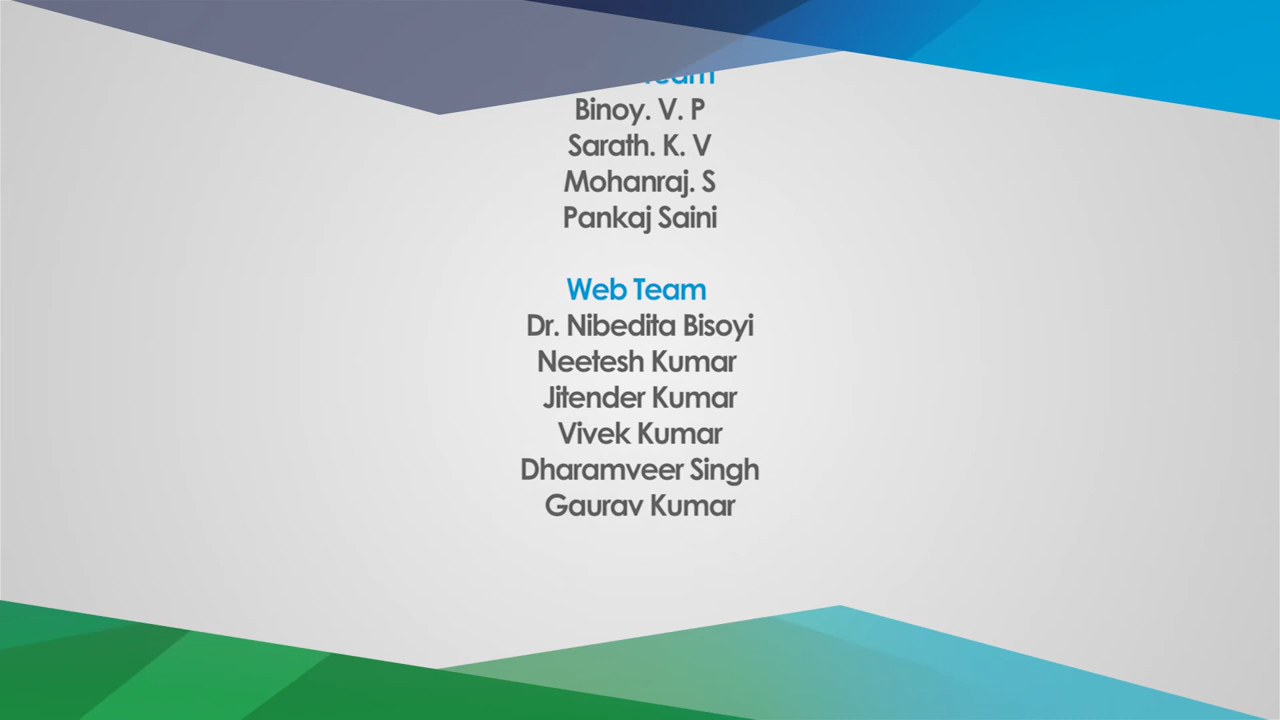 Team
Binoy. V. P
Sarath. K. V
Mohanraj. S
Pankaj Saini
Web Team
Dr. Nibedita Bisoyi
Neetesh Kumar
Jitender Kumar
Vivek Kumar
Dharamveer Singh
Gaurav Kumar